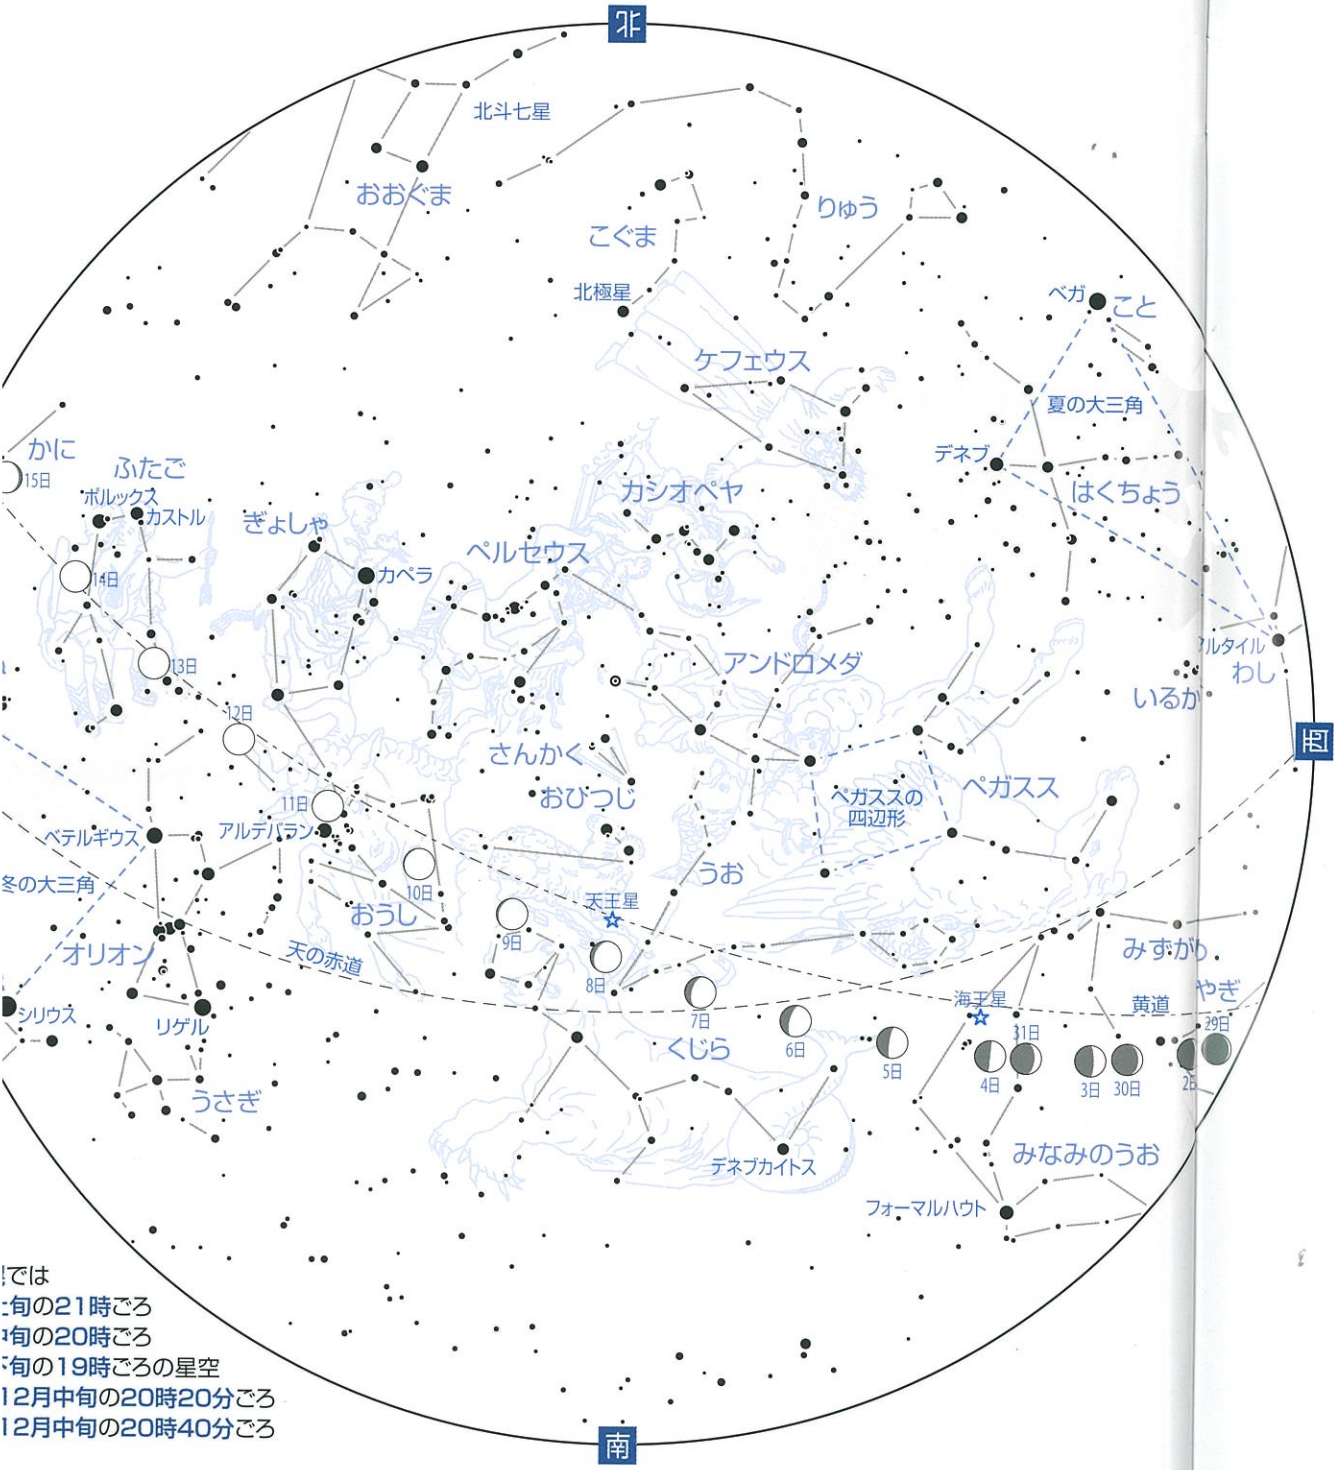 北
北斗七星
おおぐま
りゅう
こぐま
北極星
ベガ
こと
ケフェウス
夏の大三角
かに
15日
ふたご
ポルックス
カストル
デネブ
はくちょう
カシオペヤ
ぎょしゃ
ペルセウス
カペラ
14日
13日
アンドロメダ
ルタイル
わし
いるか
12日
西
さんかく
おひつじ
11日
アルデバラン
ペガススの
四辺形
ペガスス
ベテルギウス
冬の大三角
10日
うお
おうし
天王星
9日
オリオン
天の赤道
8日
みずがめ
やぎ
海王星
黄道
シリウス
リゲル
7日
6日
5日
くじら
31日
29日
4日
3日
30日
うさぎ
みなみのうお
デネブカイトス
フォーマルハウト
では
旬の21時ごろ
旬の20時ごろ
旬の19時ごろの星空
12月中旬の20時20分ごろ
12月中旬の20時40分ごろ
南